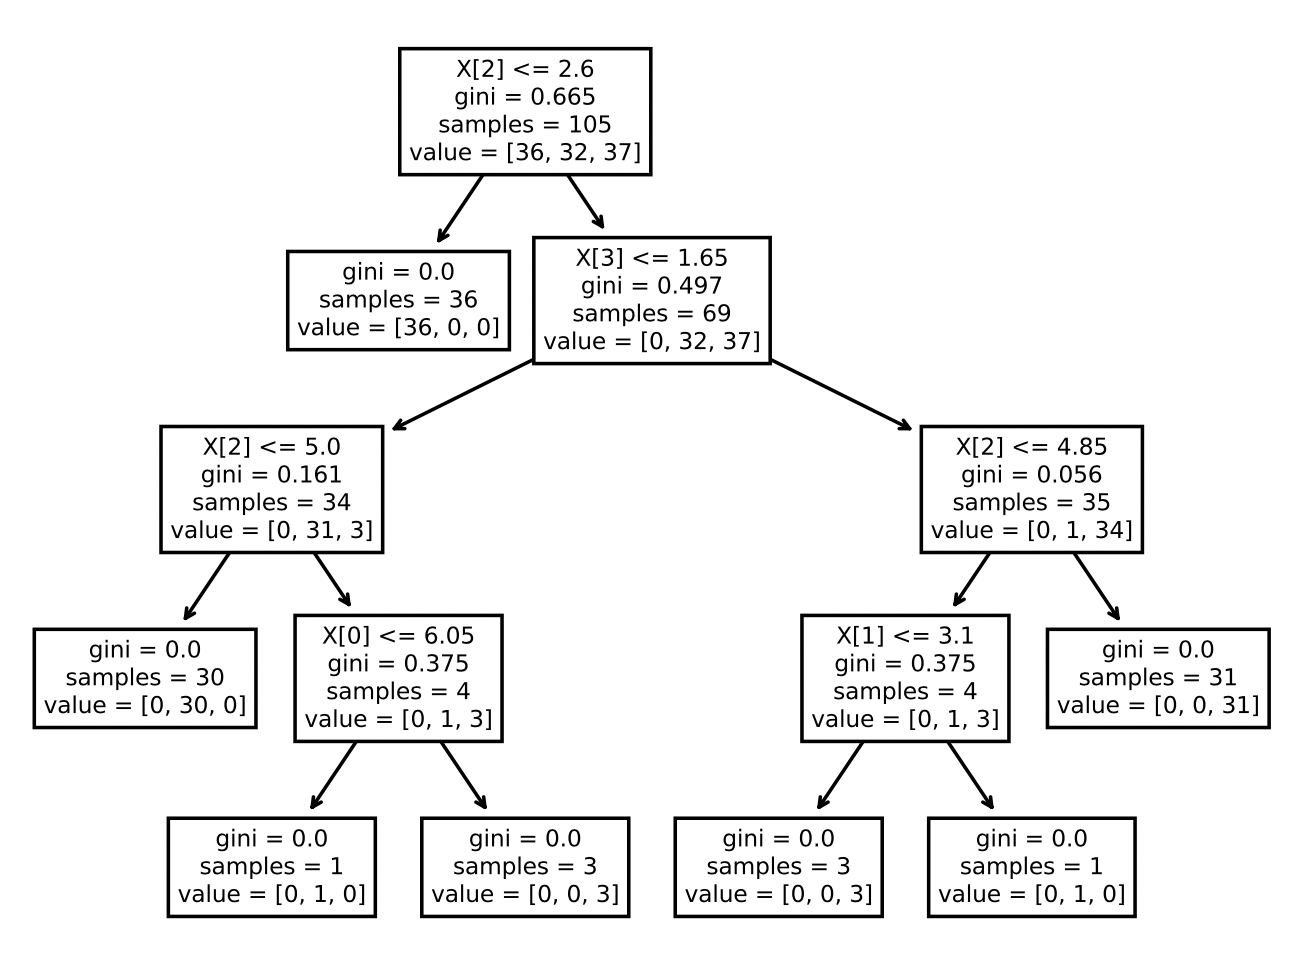 X[2] <= 2.6
gini = 0.665
samples = 105
value = [36, 32, 37]
gini = 0.0
samples = 36
value = [36, 0, 0]
X[3] <= 1.65
gini = 0.497
samples = 69
value = [0, 32, 37]
X[2] <= 5.0
gini = 0.161
samples = 34
value = [0, 31, 3]
X[2] <= 4.85
gini = 0.056
samples = 35
value = [0, 1, 34]
gini = 0.0
samples = 30
value = [0, 30, 0]
X[0] <= 6.05
gini = 0.375
samples = 4
value = [0, 1, 3]
X[1] <= 3.1
gini = 0.375
samples = 4
value = [0, 1, 3]
gini = 0.0
samples = 31
value = [0, 0, 31]
gini = 0.0
samples = 1
value = [0, 1, 0]
gini = 0.0
samples = 3
value = [0, 0, 3]
gini = 0.0
samples = 3
value = [0, 0, 3]
gini = 0.0
samples = 1
value = [0, 1, 0]